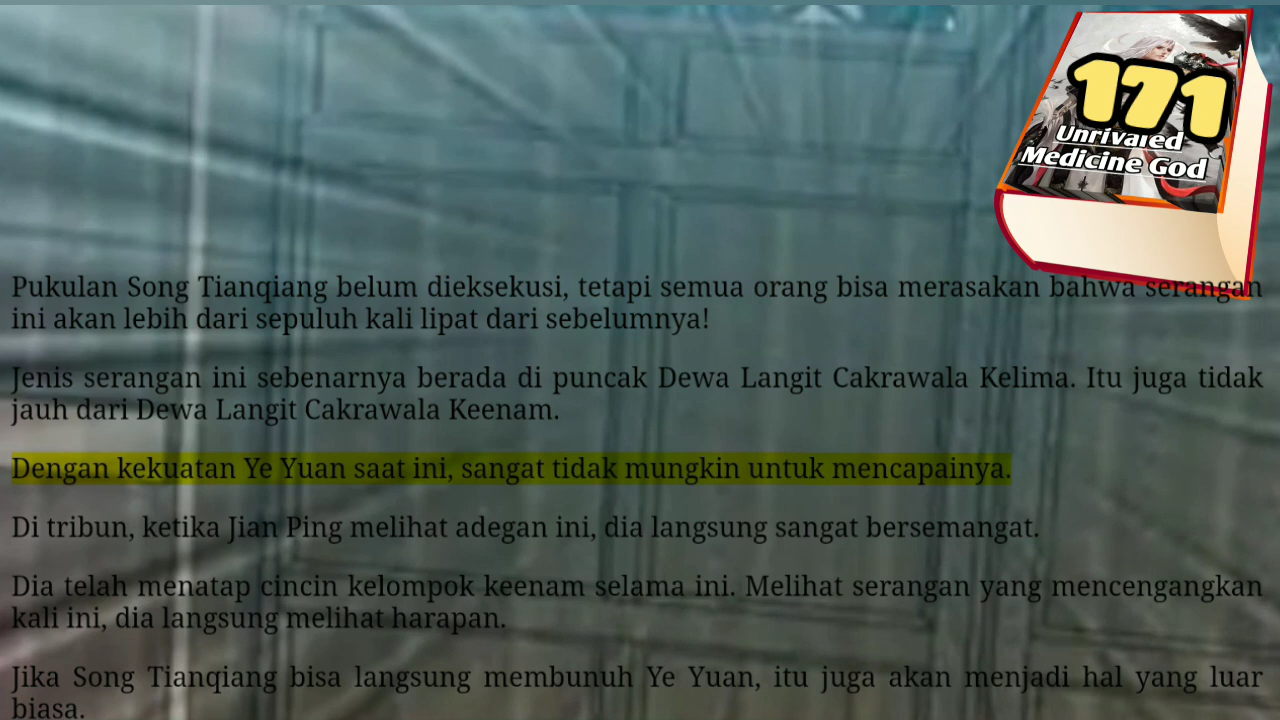 171
Unrivaled
Medicine God
Pukulan Song Tianqiang belum dieksekusi, tetapi semua orang bisa merasakan bahwa serangan
ini akan lebih dari sepuluh kali lipat dari sebelumnya!
Jenis serangan ini sebenarnya berada di puncak Dewa Langit Cakrawala Kelima. Itu juga tidak
jauh dari Dewa Langit Cakrawala Keenam.
Dengan kekuatan Ye Yuan saat ini, sangat tidak mungkin untuk mencapainya.
Di tribun, ketika Jian Ping melihat adegan ini, dia langsung sangat bersemangat.
Dia telah menatap cincin kelompok keenam selama ini. Melihat serangan yang mencengangkan
kali ini, dia langsung melihat harapan.
Jika Song Tianqiang bisa langsung membunuh Ye Yuan, itu juga akan menjadi hal yang luar
biasa.